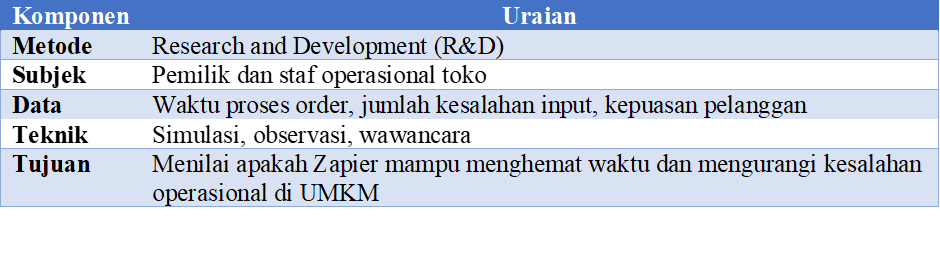 Komponen Uraian
Metode Research and Development (R&D)
Subjek Pemilik dan staf operasional toko
Data Waktu proses order, jumlah kesalahan input, kepuasan pelanggan
Teknik Simulasi, observasi, wawancara
Tujuan Menilai apakah Zapier mampu menghemat waktu dan mengurangi kesalahan
operasional di UMKM